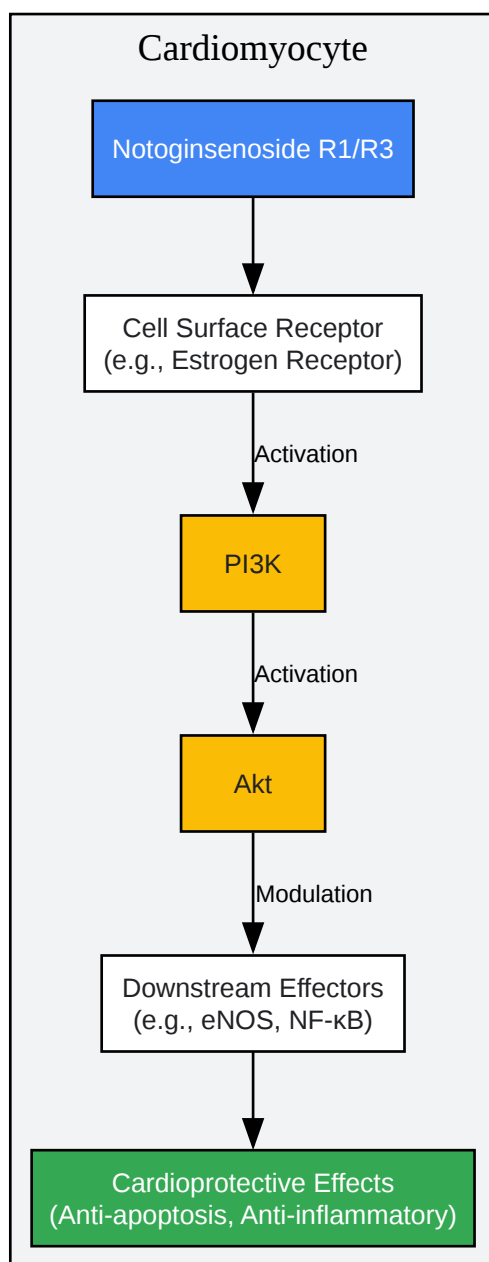 Cardiomyocyte
Notoginsenoside R1/R3
Cell Surface Receptor
(e.g., Estrogen Receptor)
Activation
PI3K
Activation
Akt
Modulation
Downstream Effectors
(e.g., eNOS, NF-κB)
Cardioprotective Effects
(Anti-apoptosis, Anti-inflammatory)